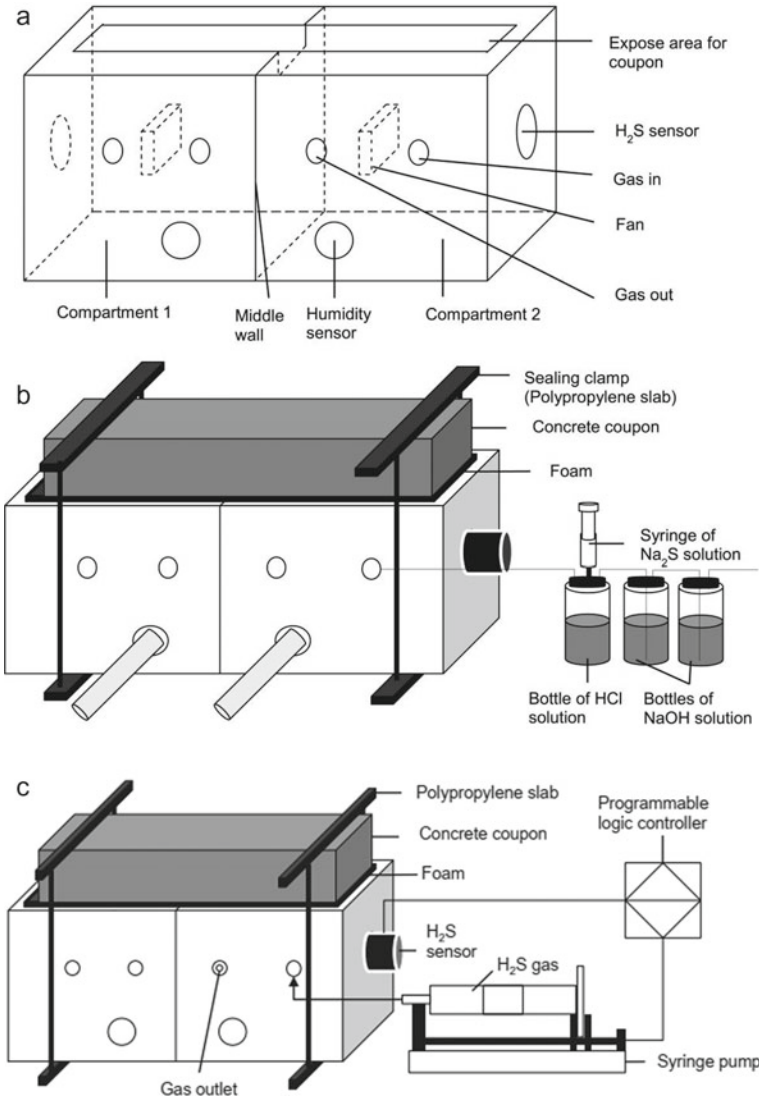 a
Expose area for
coupon
H₂S sensor
Gas in
Fan
Gas out
Compartment 1
Middle
wall
Humidity
sensor
Compartment 2
b
Sealing clamp
(Polypropylene slab)
Concrete coupon
Foam
Syringe of
Na₂S solution
Bottle of HCl
solution
Bottles of
NaOH solution
c
Polypropylene slab
Concrete coupon
Foam
H₂S
sensor
Programmable
logic controller
H₂S gas
Gas outlet
Syringe pump